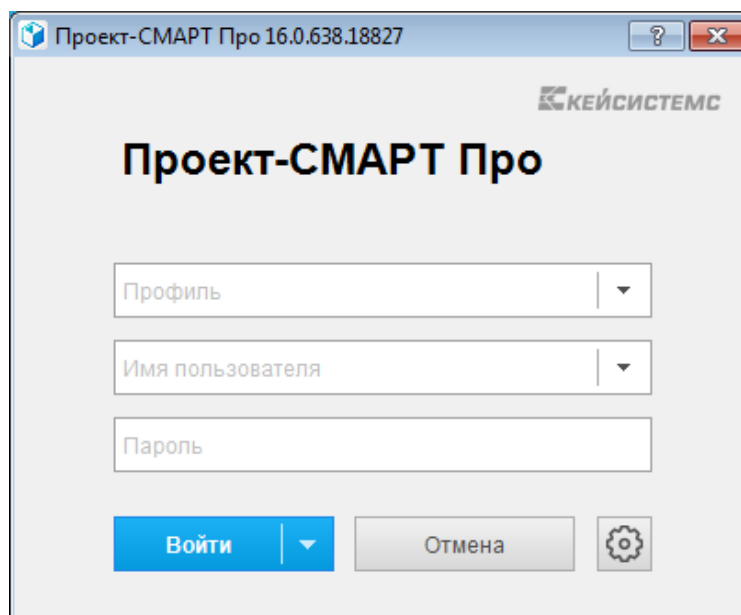 Проект-СМАРТ Про 16.0.638.18827
?
КЕЙСИСТЕМС
Проект-СМАРТ Про
Профиль
Имя пользователя
Пароль
Войти
Отмена